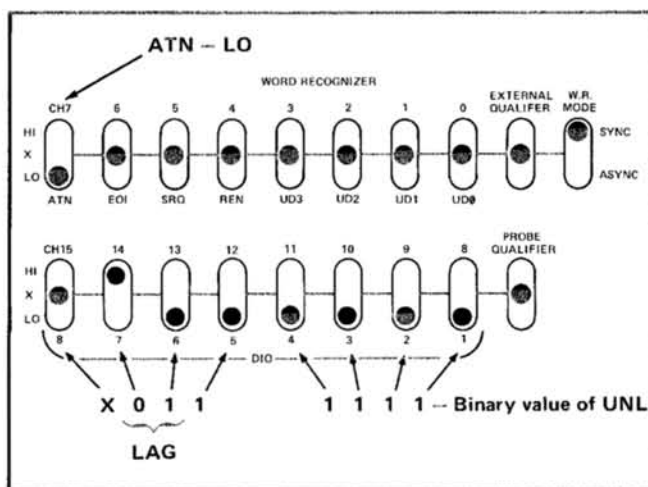 ATN – LO
WORD RECOGNIZER
CH7 6 5 4 3 2 1 0 EXTERNAL QUALIFER W.R. MODE
HI
X
LO
SYNC
ASYNC
ATN EOI SRQ REN UD3 UD2 UD1 UD0
CH15 14 13 12 11 10 9 8 PROBE QUALIFIER
HI
X
LO
8 7 6 5 4 3 2 1
DIO
X 0 1 1 1 1 1 1 – Binary value of UNL
LAG